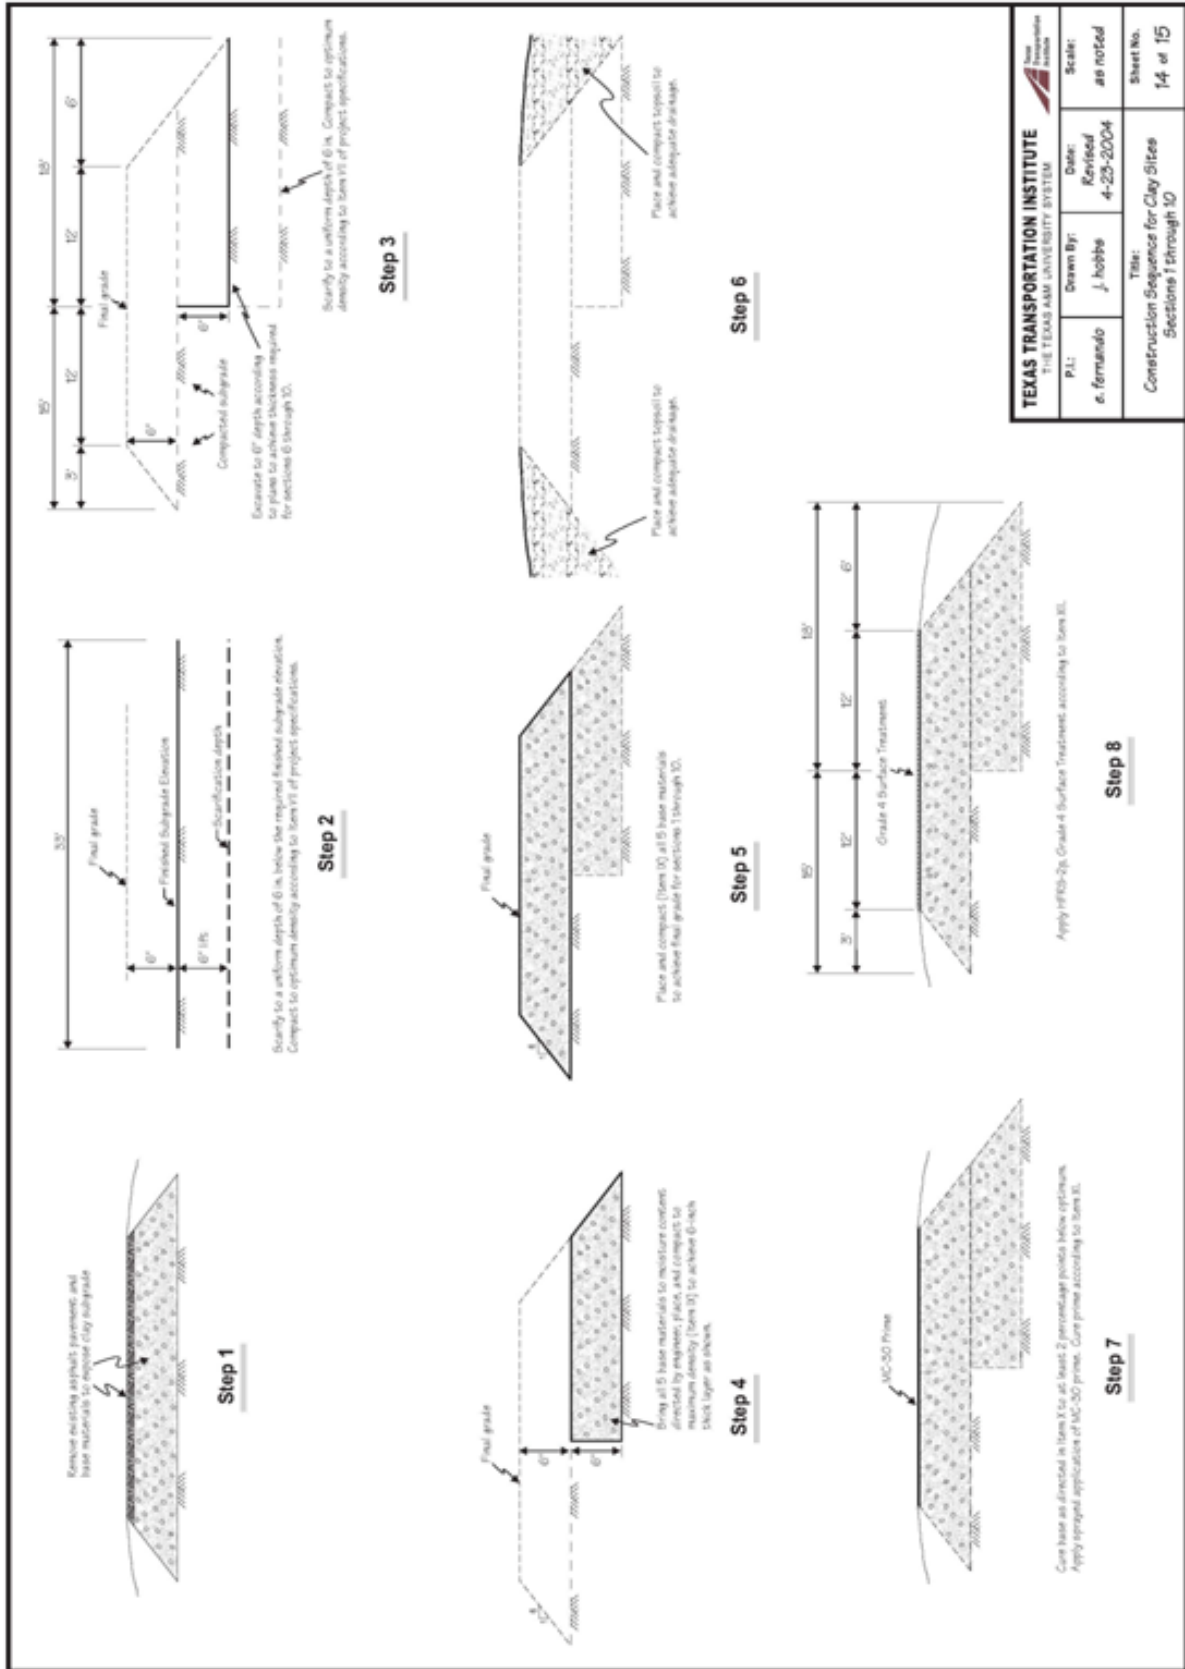 Remove existing asphalt pavement and
base materials to expose clay subgrade
Step 1
33'
Final grade
Finished Subgrade Elevation
6"
6" lift
Scarification depth
Scarify to a uniform depth of 6 in. below the required finished subgrade elevation.
Compact to optimum density according to Item VII of project specifications.
Step 2
15'
18'
3'
12'
12'
6'
Final grade
6"
6"
Compacted subgrade
Excavate to 6" depth according
to plans to achieve thickness required
for sections 6 through 10.
Scarify to a uniform depth of 6 in. Compact to optimum
density according to Item VII of project specifications.
Step 3
Final grade
6"
6"
Bring all 5 base materials to moisture content
directed by engineer, place, and compact to
maximum density (Item IX) to achieve 6-inch
thick layer as shown.
Step 4
Final grade
Place and compact (Item IX) all 5 base materials
to achieve final grade for sections 1 through 10.
Step 5
Place and compact topsoil to
achieve adequate drainage.
Place and compact topsoil to
achieve adequate drainage.
Step 6
MC-30 Prime
Cure base as directed in Item X to at least 2 percentage points below optimum.
Apply sprayed application of MC-30 prime. Cure prime according to Item XI.
Step 7
15'
18'
3'
12'
12'
6'
Grade 4 Surface Treatment
Apply HFRS-2p, Grade 4 Surface Treatment according to Item XII.
Step 8
TEXAS TRANSPORTATION INSTITUTE
THE TEXAS A&M UNIVERSITY SYSTEM
Texas
Transportation
Institute
P.I.:
e. fernando
Drawn By:
j. hobbs
Date:
Revised
4-23-2004
Scale:
as noted
Title:
Construction Sequence for Clay Sites
Sections 1 through 10
Sheet No.
14 of 15